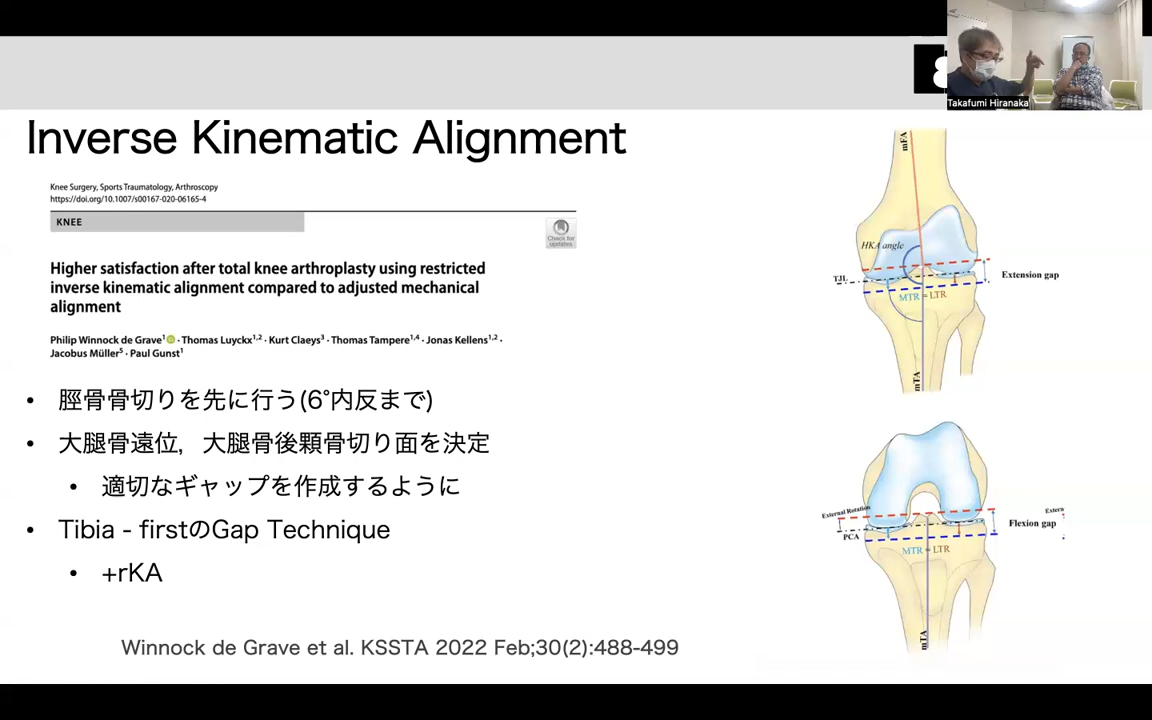 Takafumi Hiranaka
Inverse Kinematic Alignment
Knee Surgery, Sports Traumatology, Arthroscopy
https://doi.org/10.1007/s00167-020-06165-4
KNEE
Check for
updates
Higher satisfaction after total knee arthroplasty using restricted
inverse kinematic alignment compared to adjusted mechanical
alignment
Philip Winnock de Grave¹ · Thomas Luyckx¹,² · Kurt Claeys³ · Thomas Tampere¹,⁴ · Jonas Kellens¹,² ·
Jacobus Müller⁵ · Paul Gunst¹
• 脛骨骨切りを先に行う(6°内反まで)
• 大腿骨遠位，大腿骨後顆骨切り面を決定
• 適切なギャップを作成するように
• Tibia - firstのGap Technique
• +rKA
Winnock de Grave et al. KSSTA 2022 Feb;30(2):488-499
mFA
HKA angle
TJL
Extension gap
MTR = LTR
mTA
External Rotation
Extern
Flexion gap
PCA
MTR = LTR
mTA